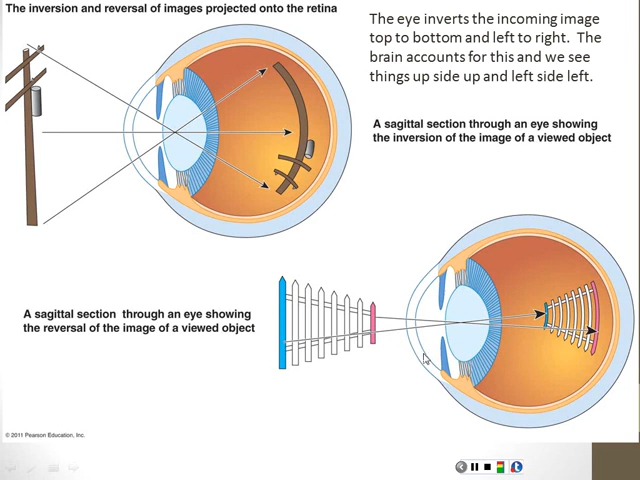 The inversion and reversal of images projected onto the retina
The eye inverts the incoming image
top to bottom and left to right.  The
brain accounts for this and we see
things up side up and left side left.
A sagittal section through an eye showing
the inversion of the image of a viewed object
A sagittal section  through an eye showing
the reversal of the image of a viewed object
© 2011 Pearson Education, Inc.